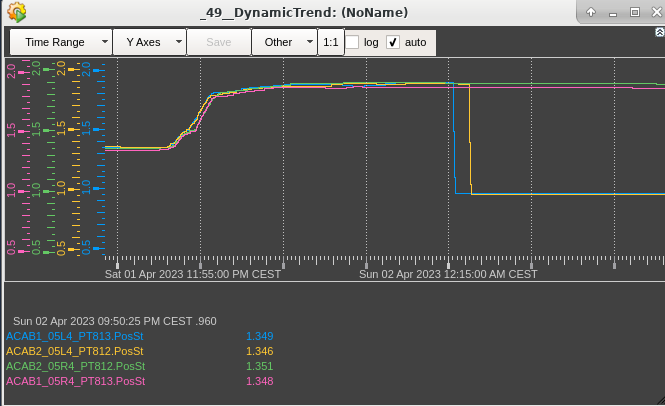 _49__DynamicTrend: (NoName)
Time Range Y Axes Save Other 1:1 log auto
2.0 2.0 2.0 2.0
1.5 1.5 1.5 1.5
1.0 1.0 1.0 1.0
0.5 0.5 0.5 0.5
Sat 01 Apr 2023 11:55:00 PM CEST Sun 02 Apr 2023 12:15:00 AM CEST
Sun 02 Apr 2023 09:50:25 PM CEST .960
ACAB1_05L4_PT813.PosSt 1.349
ACAB2_05L4_PT812.PosSt 1.346
ACAB2_05R4_PT812.PosSt 1.351
ACAB1_05R4_PT813.PosSt 1.348